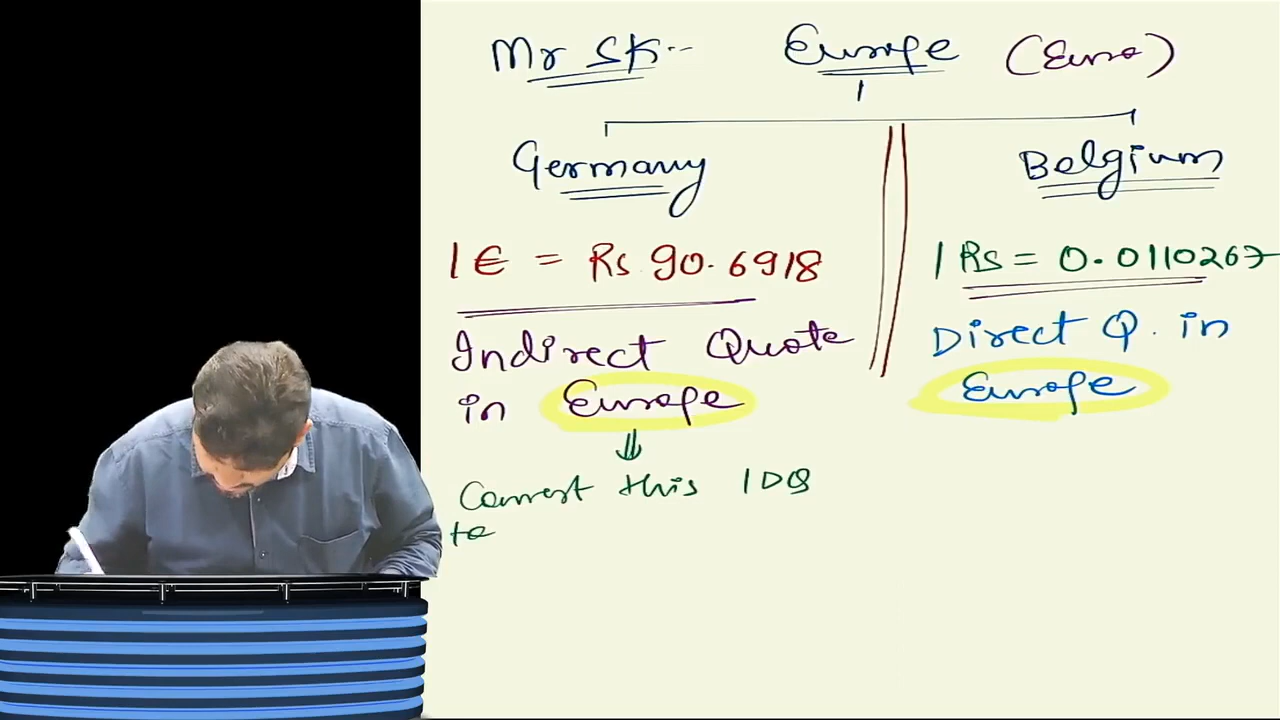 Mr SK--
Europe (Euro)
Germany
1 € = Rs 90.6918
Indirect Quote
in Europe
Convert this IDQ
to
Belgium
1 Rs = 0.0110267
Direct Q. in
Europe